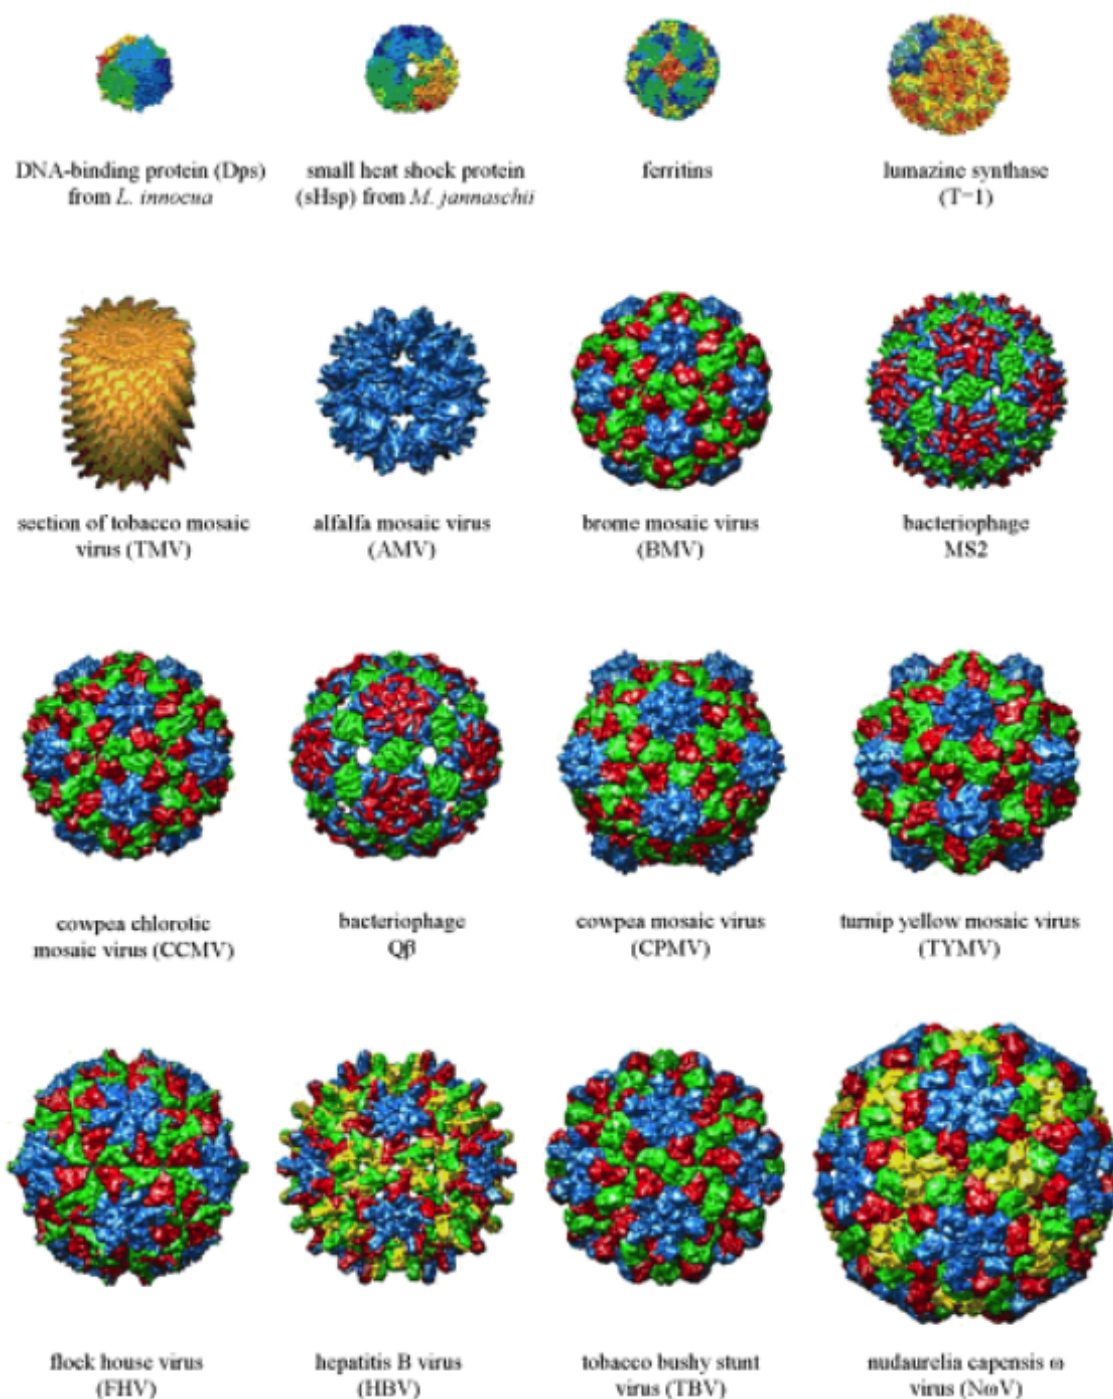 DNA-binding protein (Dps)
from L. innocua
small heat shock protein
(sHsp) from M. jannaschii
ferritins
lumazine synthase
(T=1)
section of tobacco mosaic
virus (TMV)
alfalfa mosaic virus
(AMV)
brome mosaic virus
(BMV)
bacteriophage
MS2
cowpea chlorotic
mosaic virus (CCMV)
bacteriophage
Qβ
cowpea mosaic virus
(CPMV)
turnip yellow mosaic virus
(TYMV)
flock house virus
(FHV)
hepatitis B virus
(HBV)
tobacco bushy stunt
virus (TBV)
nudaurelia capensis ω
virus (NωV)